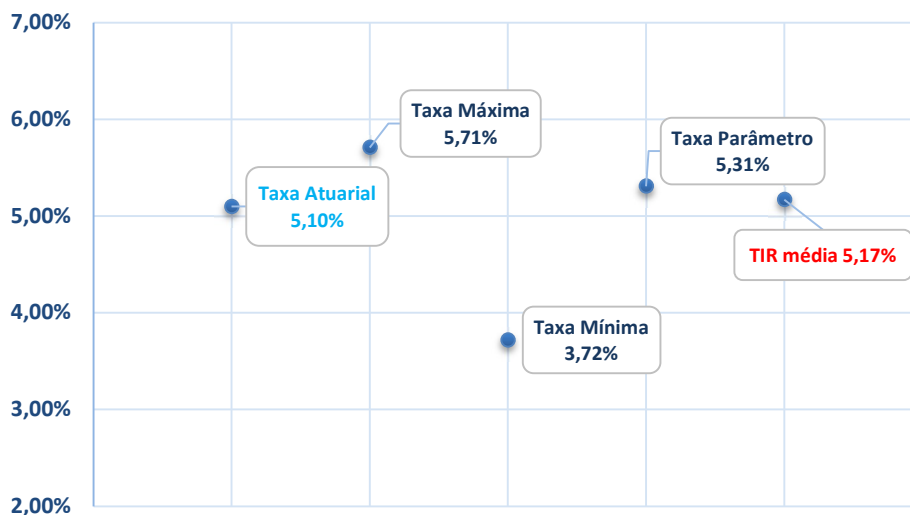 7,00%
6,00%
5,00%
4,00%
3,00%
2,00%
Taxa Atuarial
5,10%
Taxa Máxima
5,71%
Taxa Mínima
3,72%
Taxa Parâmetro
5,31%
TIR média 5,17%